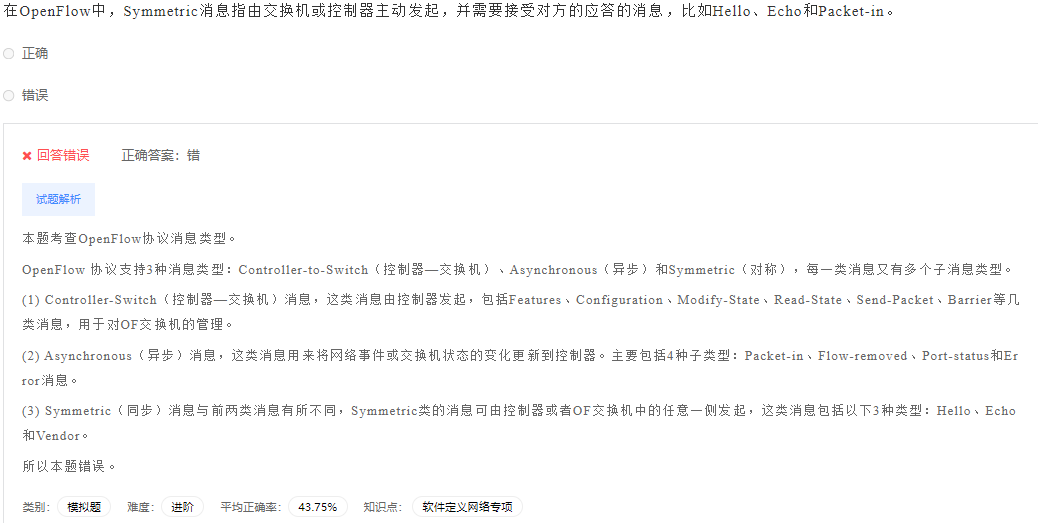 在OpenFlow中，Symmetric消息指由交换机或控制器主动发起，并需要接受对方的应答的消息，比如Hello、Echo和Packet-in。
正确
错误
回答错误 正确答案：错
试题解析
本题考查OpenFlow协议消息类型。
OpenFlow 协议支持3种消息类型：Controller-to-Switch（控制器—交换机）、Asynchronous（异步）和Symmetric（对称），每一类消息又有多个子消息类型。
(1) Controller-Switch（控制器—交换机）消息，这类消息由控制器发起，包括Features、Configuration、Modify-State、Read-State、Send-Packet、Barrier等几
类消息，用于对OF交换机的管理。
(2) Asynchronous（异步）消息，这类消息用来将网络事件或交换机状态的变化更新到控制器。主要包括4种子类型：Packet-in、Flow-removed、Port-status和Er
ror消息。
(3) Symmetric（同步）消息与前两类消息有所不同，Symmetric类的消息可由控制器或者OF交换机中的任意一侧发起，这类消息包括以下3种类型：Hello、Echo
和Vendor。
所以本题错误。
类别： 模拟题 难度： 进阶 平均正确率： 43.75% 知识点： 软件定义网络专项